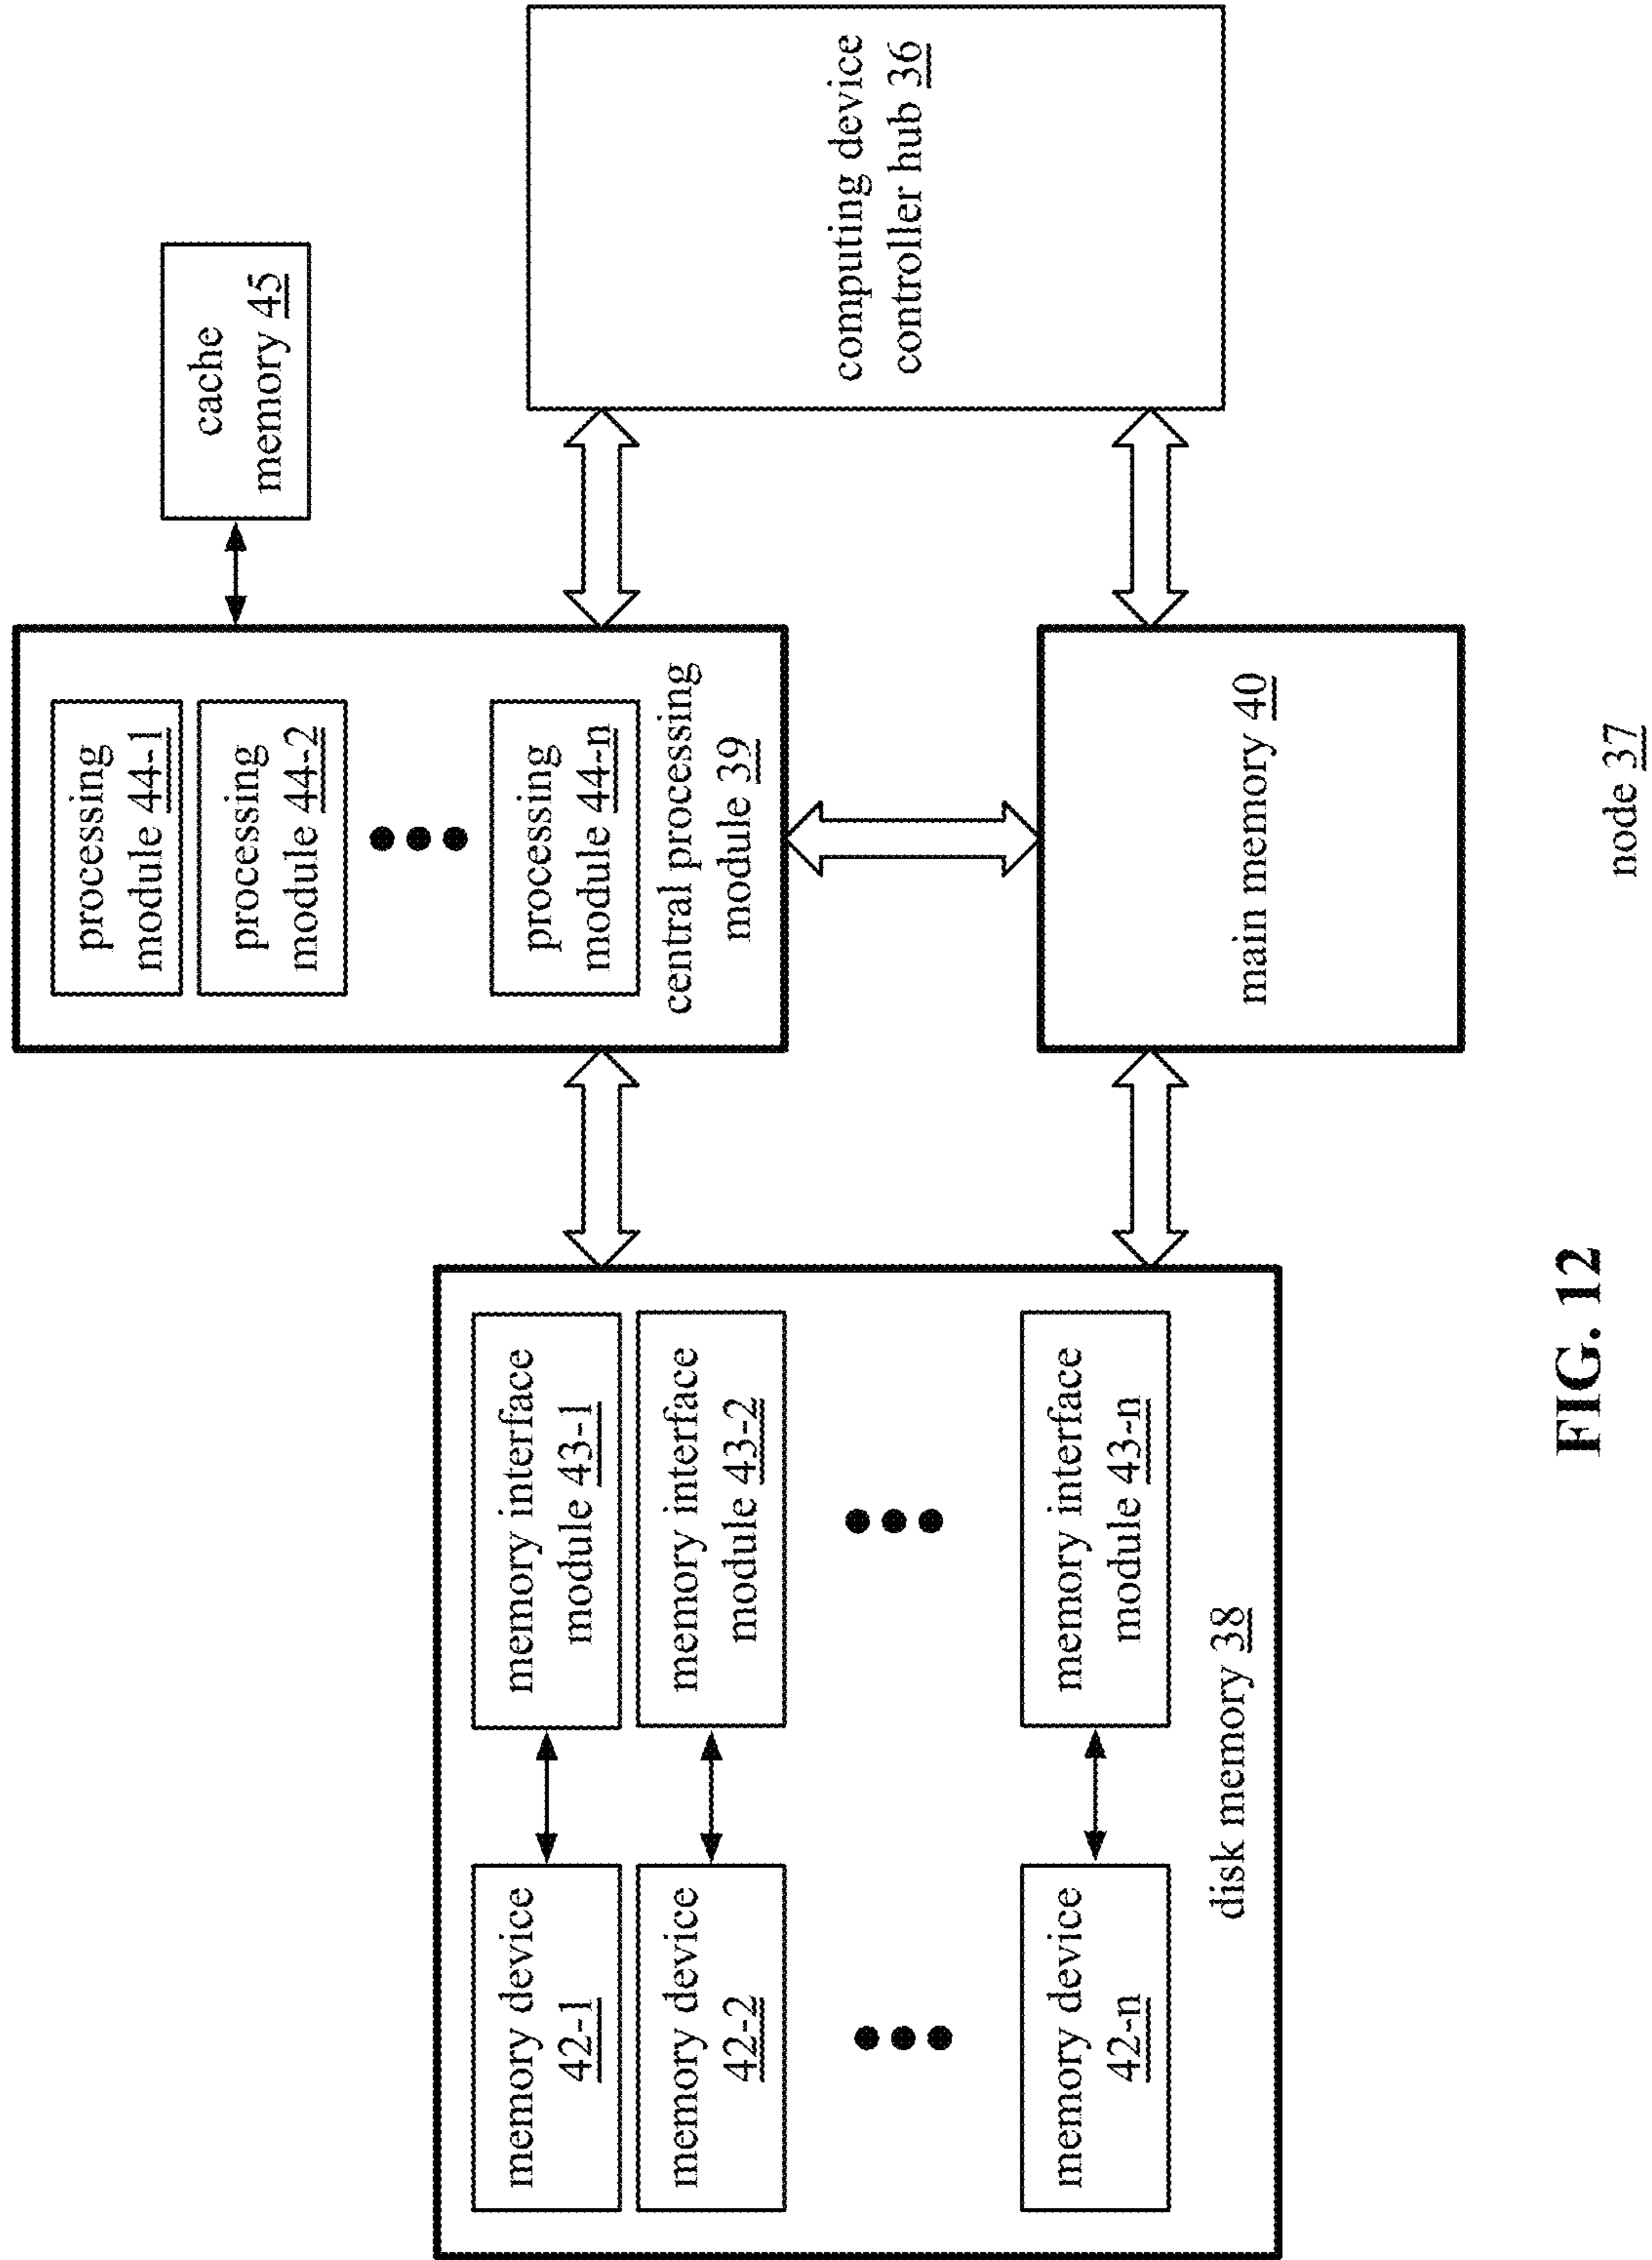 memory device
42-1
memory interface
module 43-1
memory device
42-2
memory interface
module 43-2
memory device
42-n
memory interface
module 43-n
disk memory 38
processing
module 44-1
processing
module 44-2
processing
module 44-n
central processing
module 39
cache
memory 45
main memory 40
computing device
controller hub 36
node 37
FIG. 12